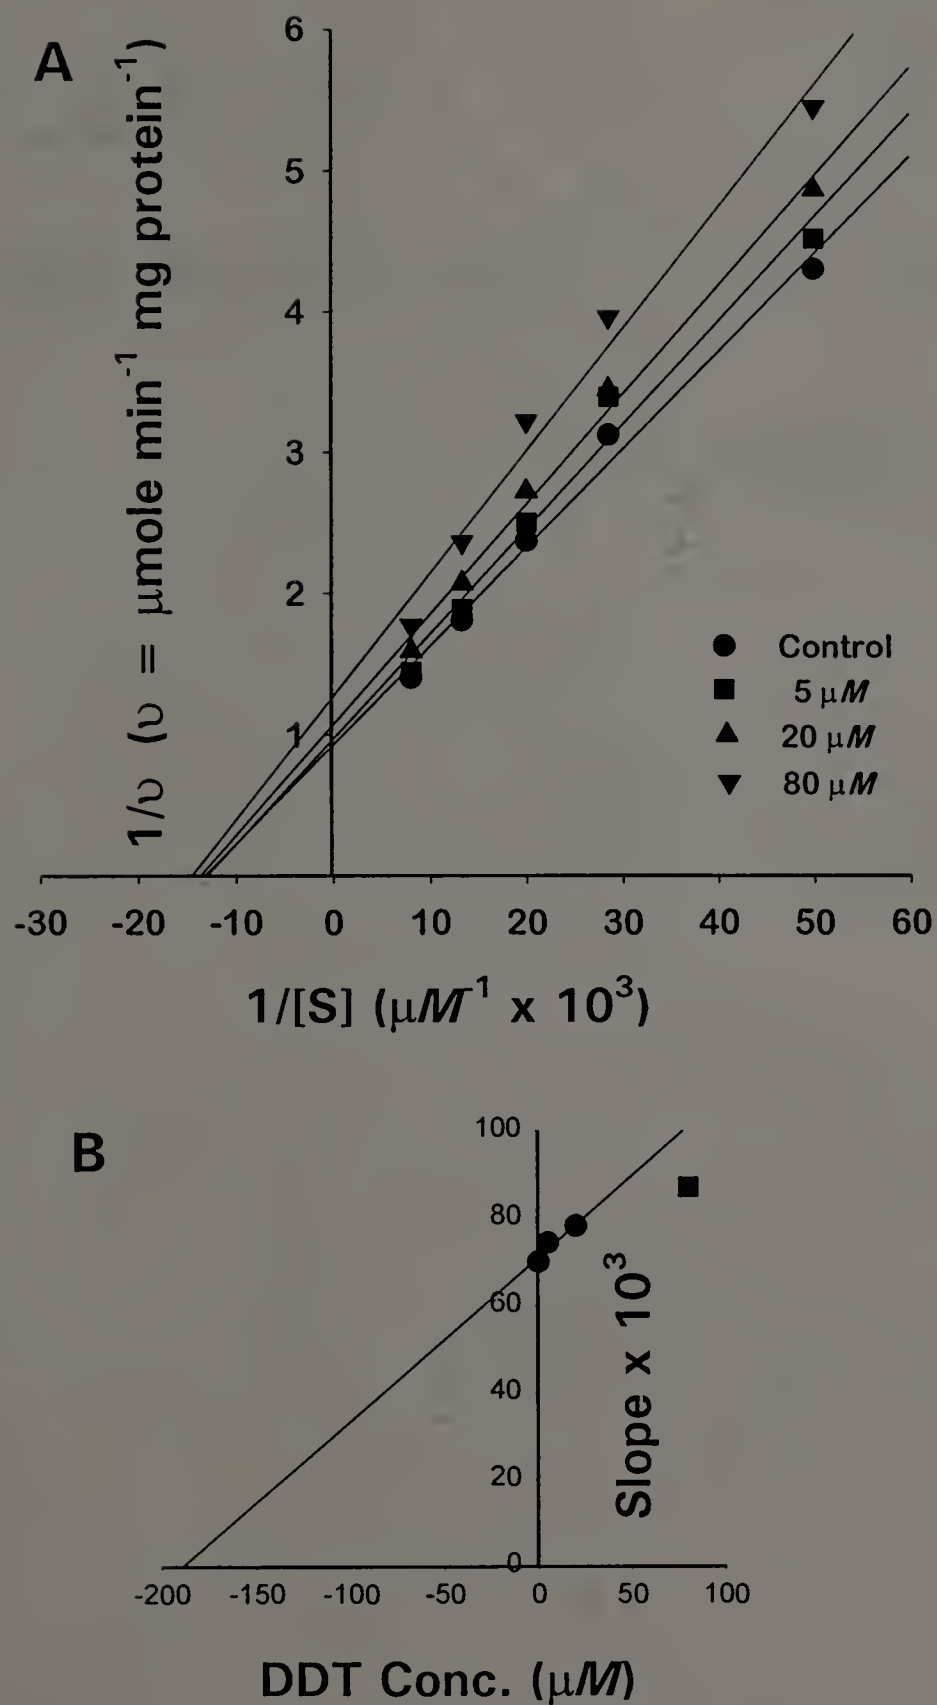 A
1/υ (υ = μmole min⁻¹ mg protein⁻¹)
6
5
4
3
2
1
Control
5 μM
20 μM
80 μM
-30 -20 -10 0 10 20 30 40 50 60
1/[S] (μM⁻¹ x 10³)
B
100
80
60
40
20
0
Slope x 10³
-200 -150 -100 -50 0 50 100
DDT Conc. (μM)